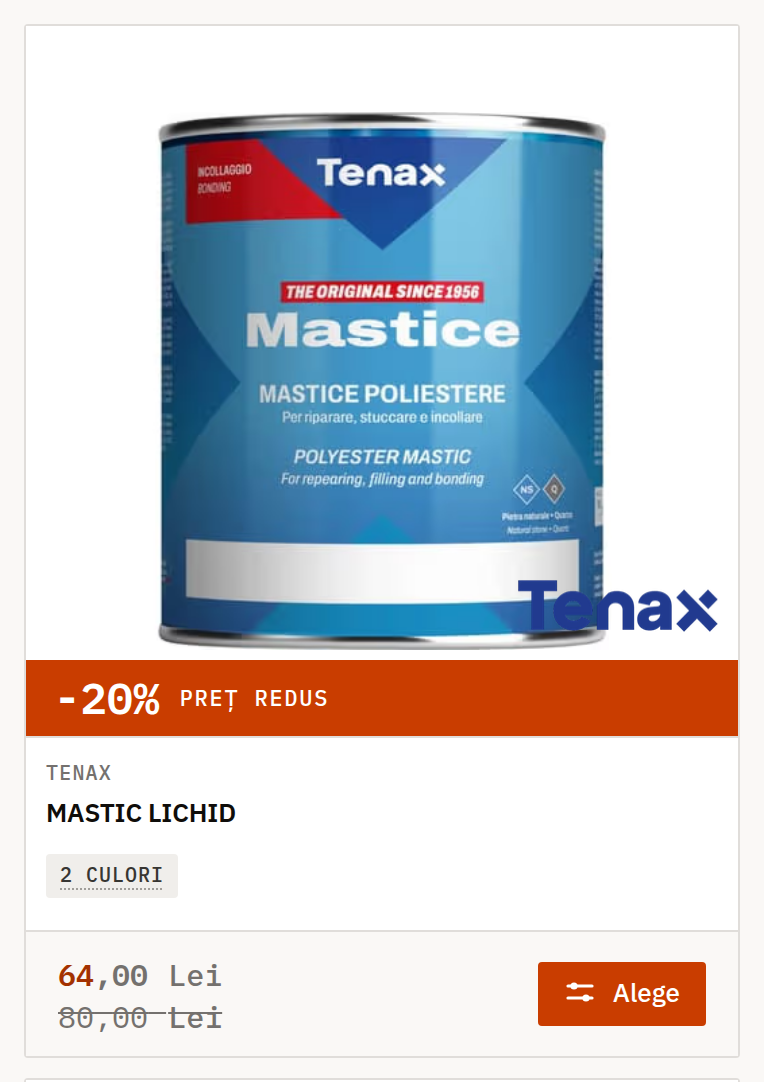 INCOLLAGGIO
BONDING
Tenax
THE ORIGINAL SINCE 1956
Mastice
MASTICE POLIESTERE
Per riparare, stuccare e incollare
POLYESTER MASTIC
For repearing, filling and bonding
NS Q
Pietra naturale • Quarzo
Natural stone • Quartz
Tenax
-20% PREȚ REDUS
TENAX
MASTIC LICHID
2 CULORI
64,00 Lei
80,00 Lei
Alege